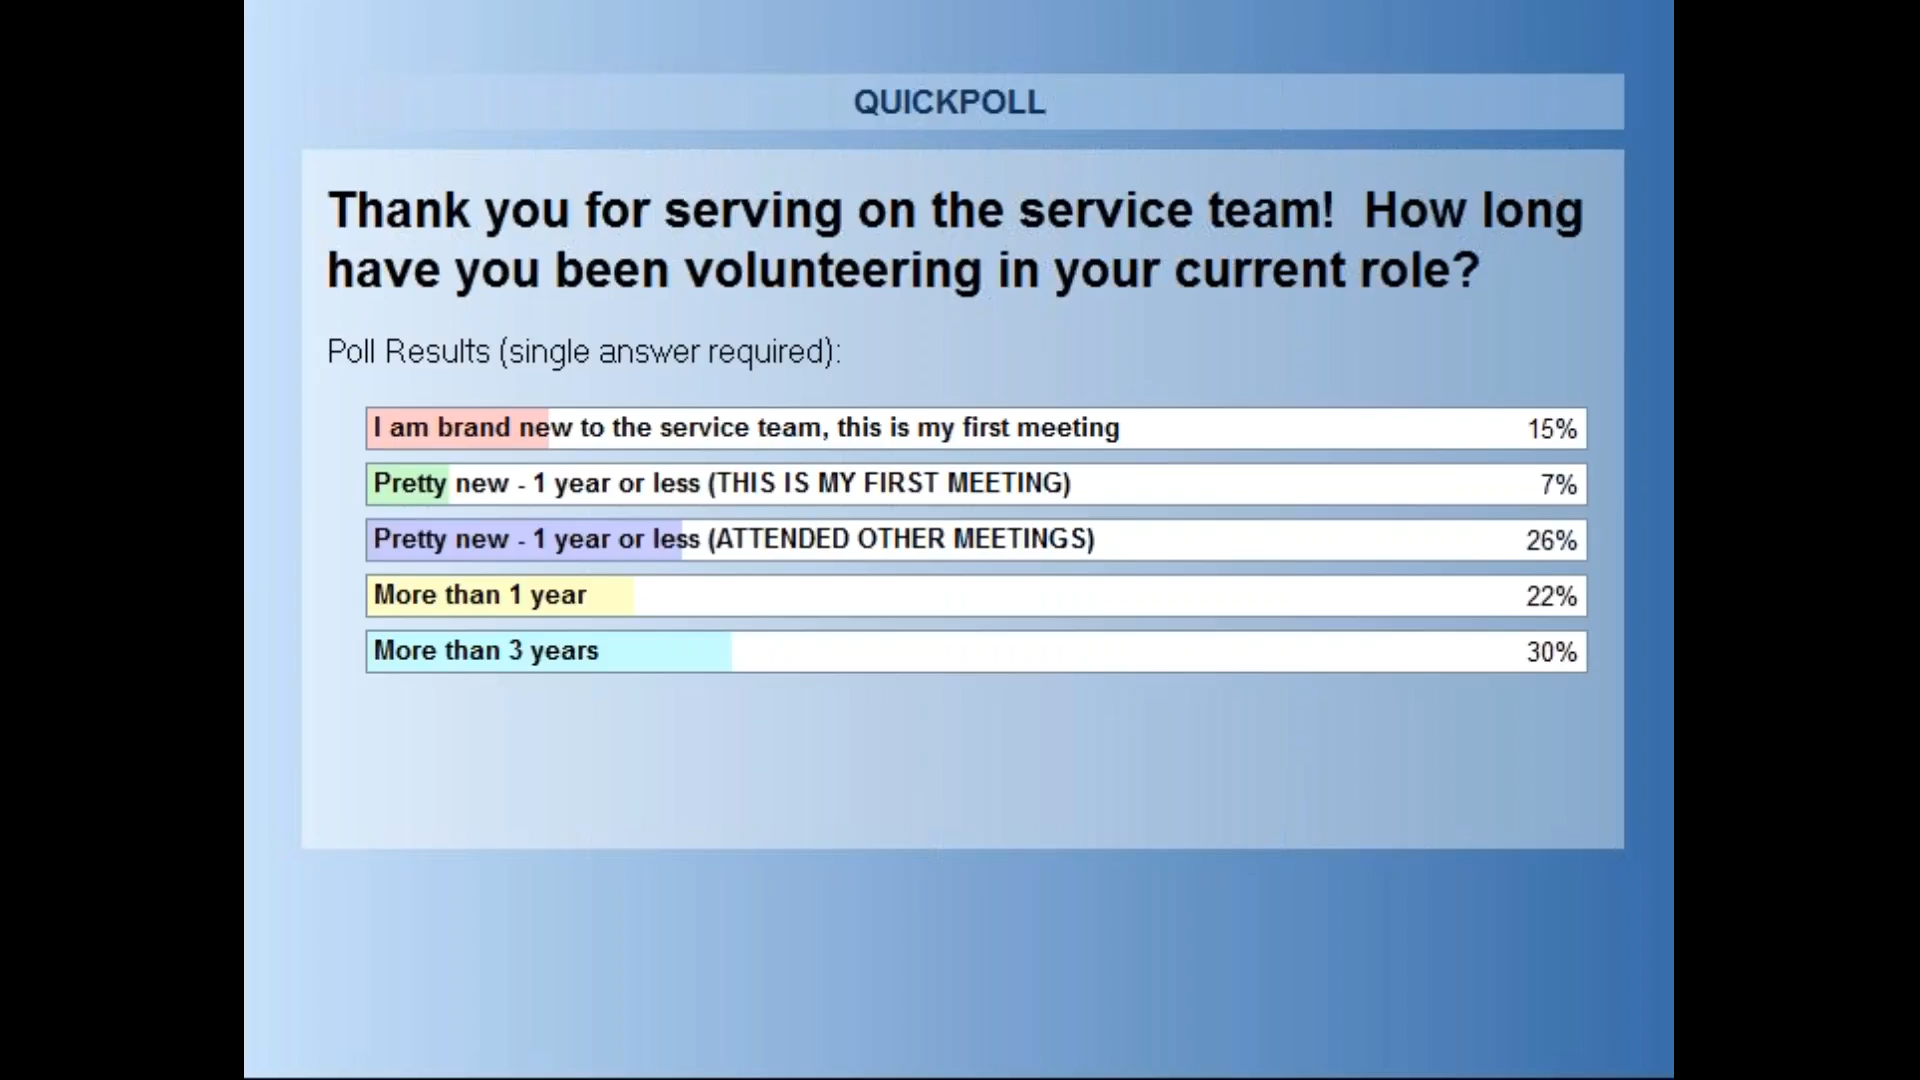 QUICKPOLL
Thank you for serving on the service team!  How long
have you been volunteering in your current role?
Poll Results (single answer required):
I am brand new to the service team, this is my first meeting 15%
Pretty new - 1 year or less (THIS IS MY FIRST MEETING) 7%
Pretty new - 1 year or less (ATTENDED OTHER MEETINGS) 26%
More than 1 year 22%
More than 3 years 30%